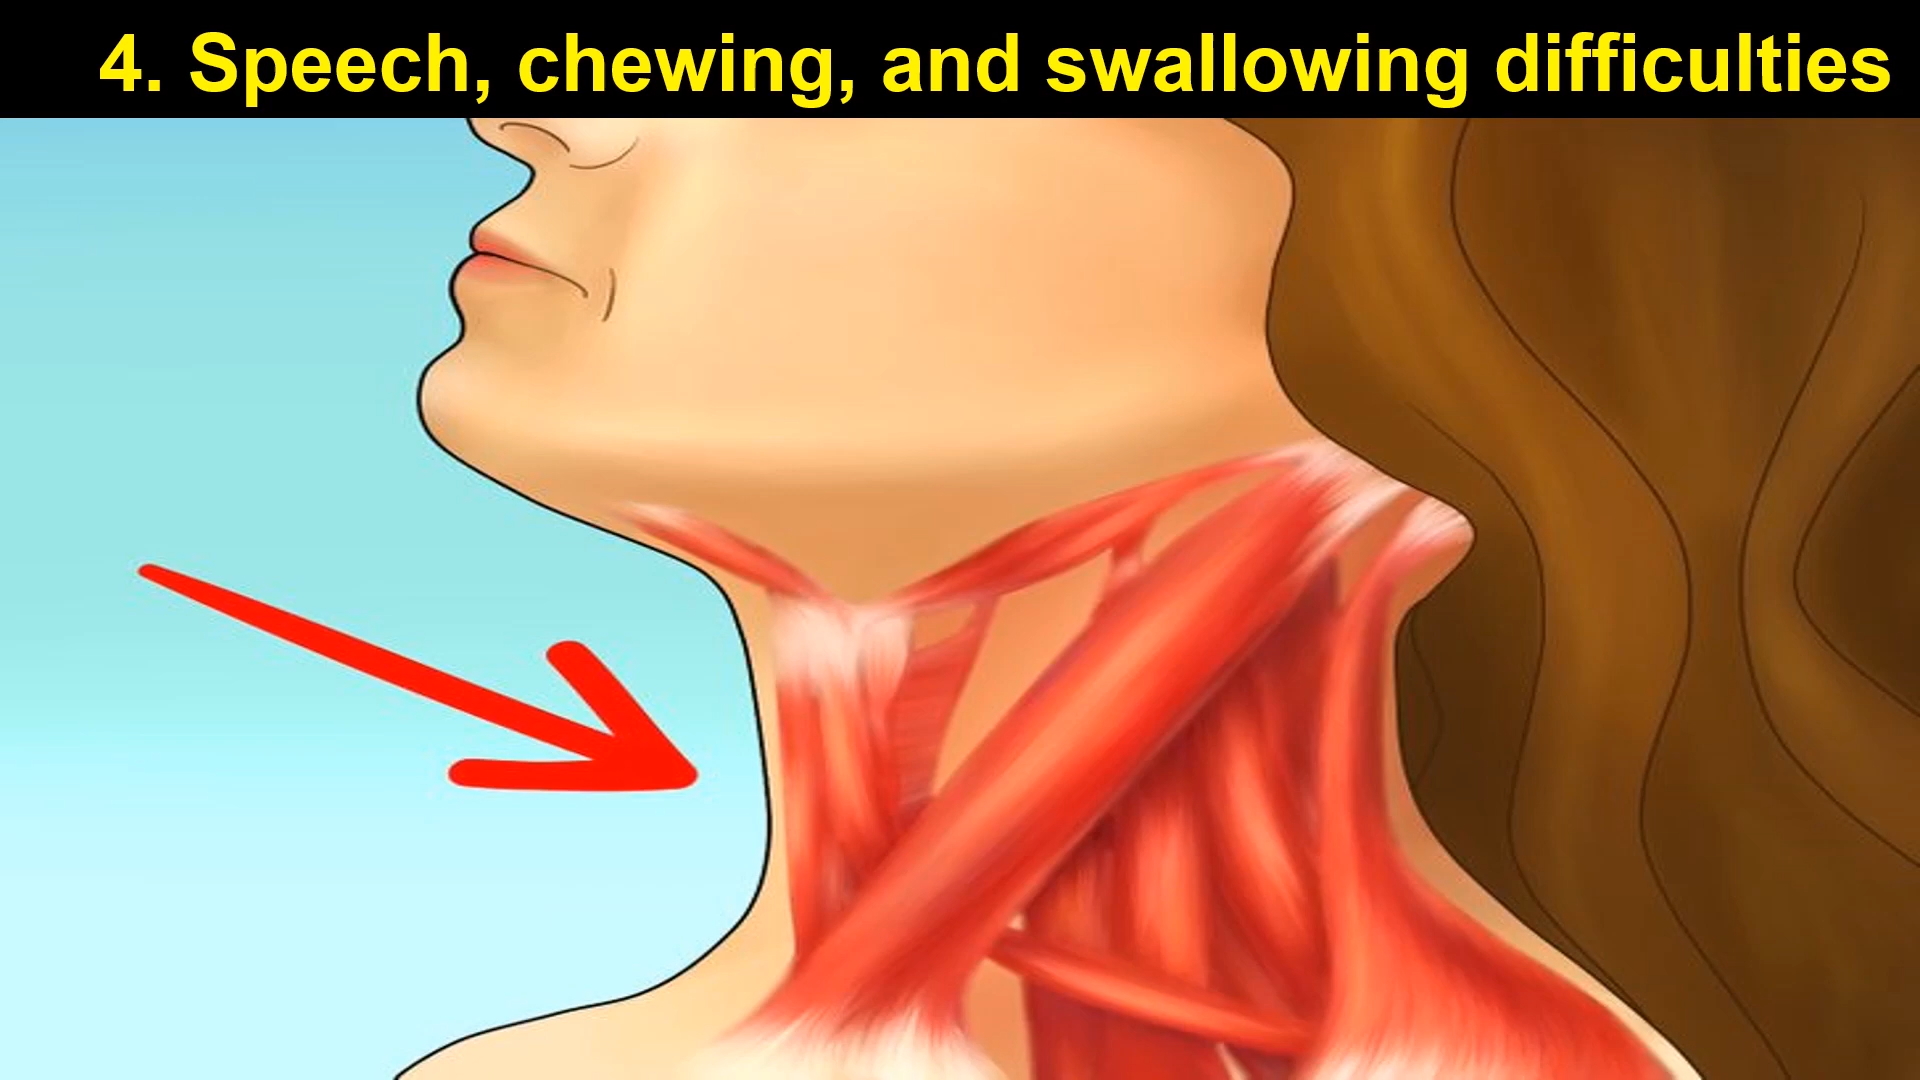 4. Speech, chewing, and swallowing difficulties